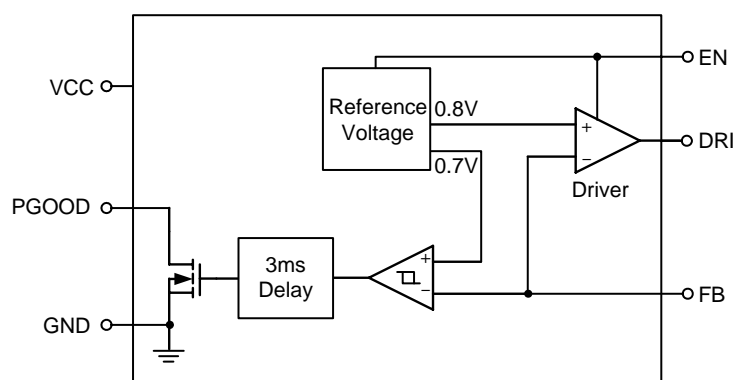 EN
VCC
Reference
Voltage
0.8V
+
DRI
0.7V
−
Driver
PGOOD
3ms
Delay
+
−
FB
GND